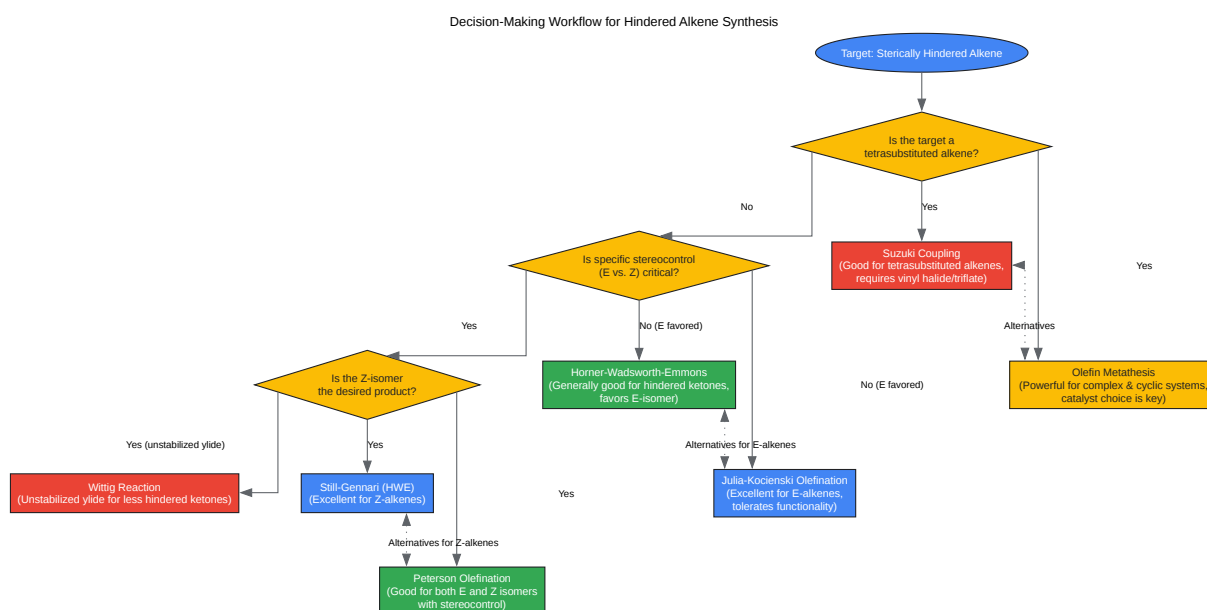 Decision-Making Workflow for Hindered Alkene Synthesis
Target: Sterically Hindered Alkene
Is the target a
tetrasubstituted alkene?
No
Yes
Yes
Suzuki Coupling
(Good for tetrasubstituted alkenes,
requires vinyl halide/triflate)
Is specific stereocontrol
(E vs. Z) critical?
Yes
No (E favored)
Alternatives
Olefin Metathesis
(Powerful for complex & cyclic systems,
catalyst choice is key)
Is the Z-isomer
the desired product?
Horner-Wadsworth-Emmons
(Generally good for hindered ketones,
favors E-isomer)
No (E favored)
Yes (unstabilized ylide)
Yes
Alternatives for E-alkenes
Wittig Reaction
(Unstabilized ylide for less hindered ketones)
Still-Gennari (HWE)
(Excellent for Z-alkenes)
Yes
Julia-Kocienski Olefination
(Excellent for E-alkenes,
tolerates functionality)
Alternatives for Z-alkenes
Peterson Olefination
(Good for both E and Z isomers
with stereocontrol)